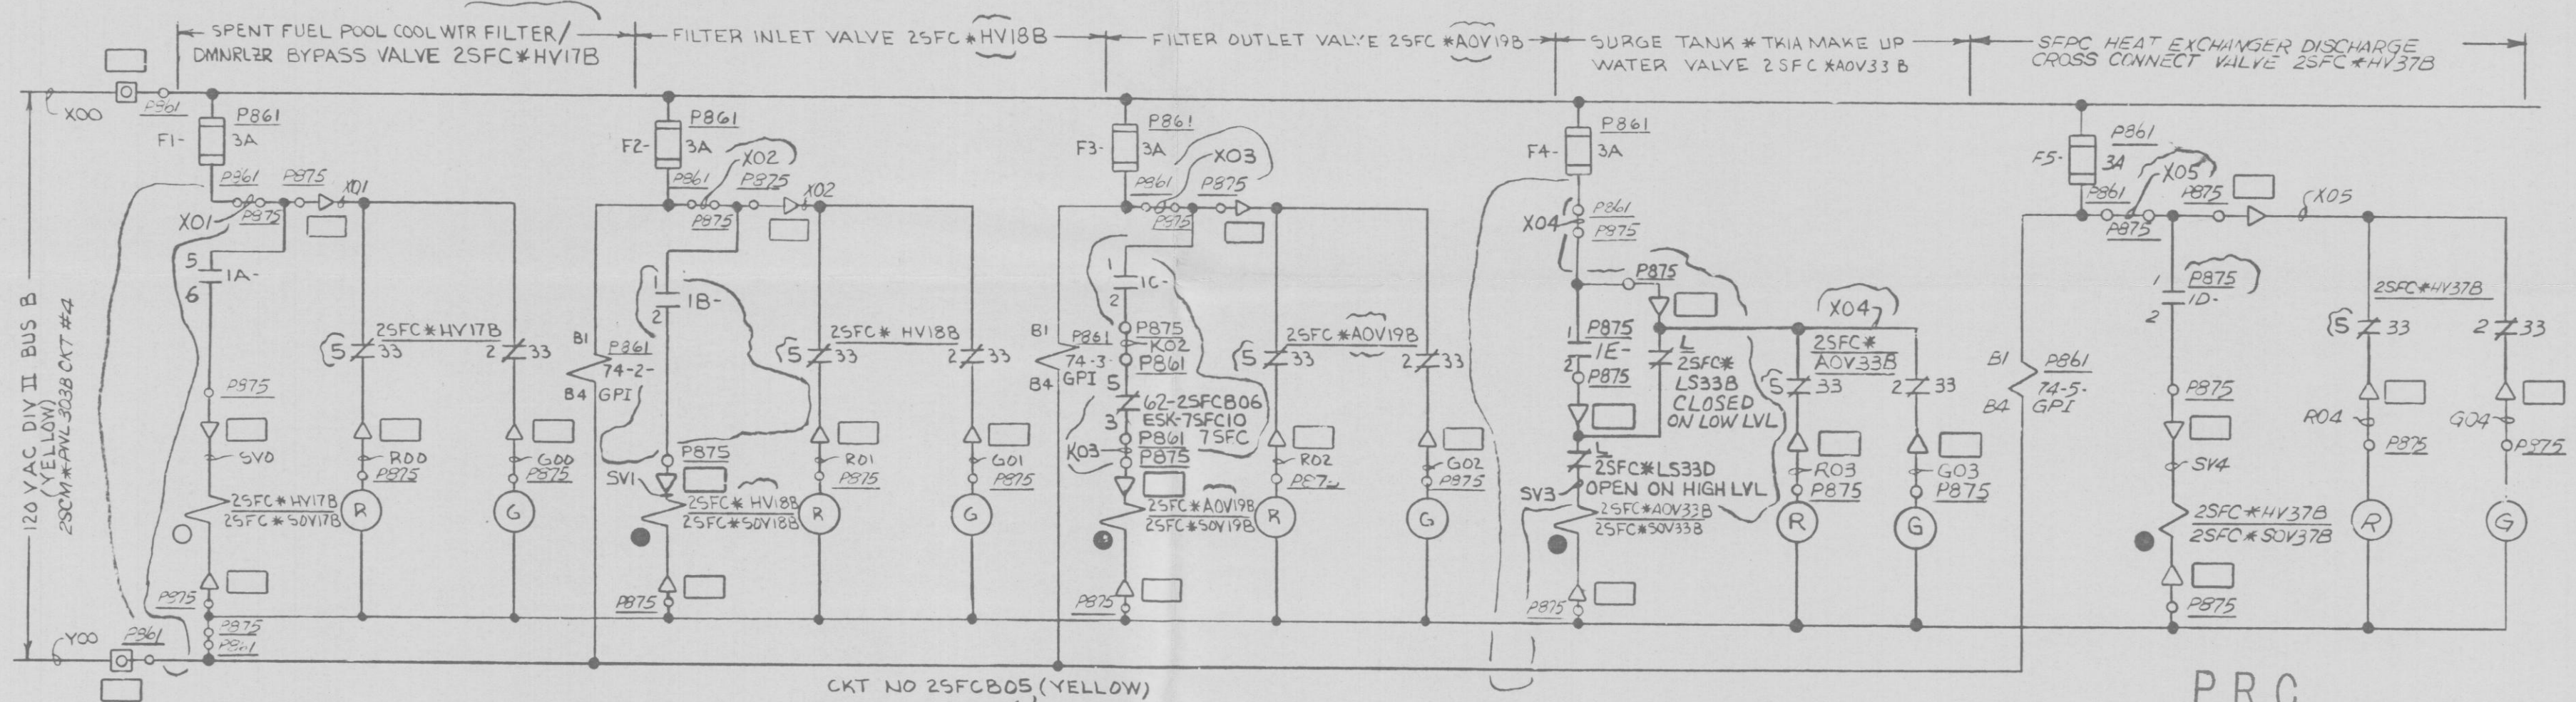 SPENT FUEL POOL COOL WTR FILTER/
DMNRLZR BYPASS VALVE 2SFC*HV17B
FILTER INLET VALVE 2SFC*HV18B
FILTER OUTLET VALVE 2SFC*AOV19B
SURGE TANK * TK1A MAKE UP
WATER VALVE 2SFC*AOV33B
SFPC HEAT EXCHANGER DISCHARGE
CROSS CONNECT VALVE 2SFC*HV37B
120 VAC DIV II BUS B
(YELLOW)
2SCM*PNL303B CKT #4
X00
P861
P861
F1-
3A
P861
P875
X01
X01
P875
5
1A-
6
P875
SV0
2SFC*HV17B
2SFC*SOV17B
P875
P875
P861
Y00
P861
2SFC*HV17B
5
33
R00
P875
R
2
33
G00
P875
G
P861
F2-
3A
X02
P861
P875
X02
P875
B1
P861
74-2-
B4
GPI
1
1B-
2
P875
SV1
2SFC*HV18B
2SFC*SOV18B
P875
2SFC*HV18B
5
33
R01
P875
R
2
33
G01
P875
G
P861
F3-
3A
X03
P861
P875
P875
B1
P861
74-3-
B4
GPI
1
1C-
2
P875
K02
P861
5
62-2SFCB06
3
ESK-7SFC10
P861 7SFC
K03
P875
2SFC*AOV19B
2SFC*SOV19B
P875
2SFC*AOV19B
5
33
R02
P875
R
2
33
G02
P875
G
P861
F4-
3A
P861
X04
P875
P875
1
P875
1E-
2
P875
L
2SFC*
LS33B
CLOSED
ON LOW LVL
L
2SFC*LS33D
OPEN ON HIGH LVL
SV3
2SFC*AOV33B
2SFC*SOV33B
P875
X04
2SFC*
AOV33B
5
33
R03
P875
R
2
33
G03
P875
G
P861
F5-
3A
X05
P861
P875
X05
P875
B1
P861
74-5-
B4
GPI
1
P875
1D-
2
P875
SV4
2SFC*HV37B
2SFC*SOV37B
P875
2SFC*HV37B
5
33
R04
P875
R
2
33
G04
P875
G
CKT NO 2SFCB05 (YELLOW)
PRC